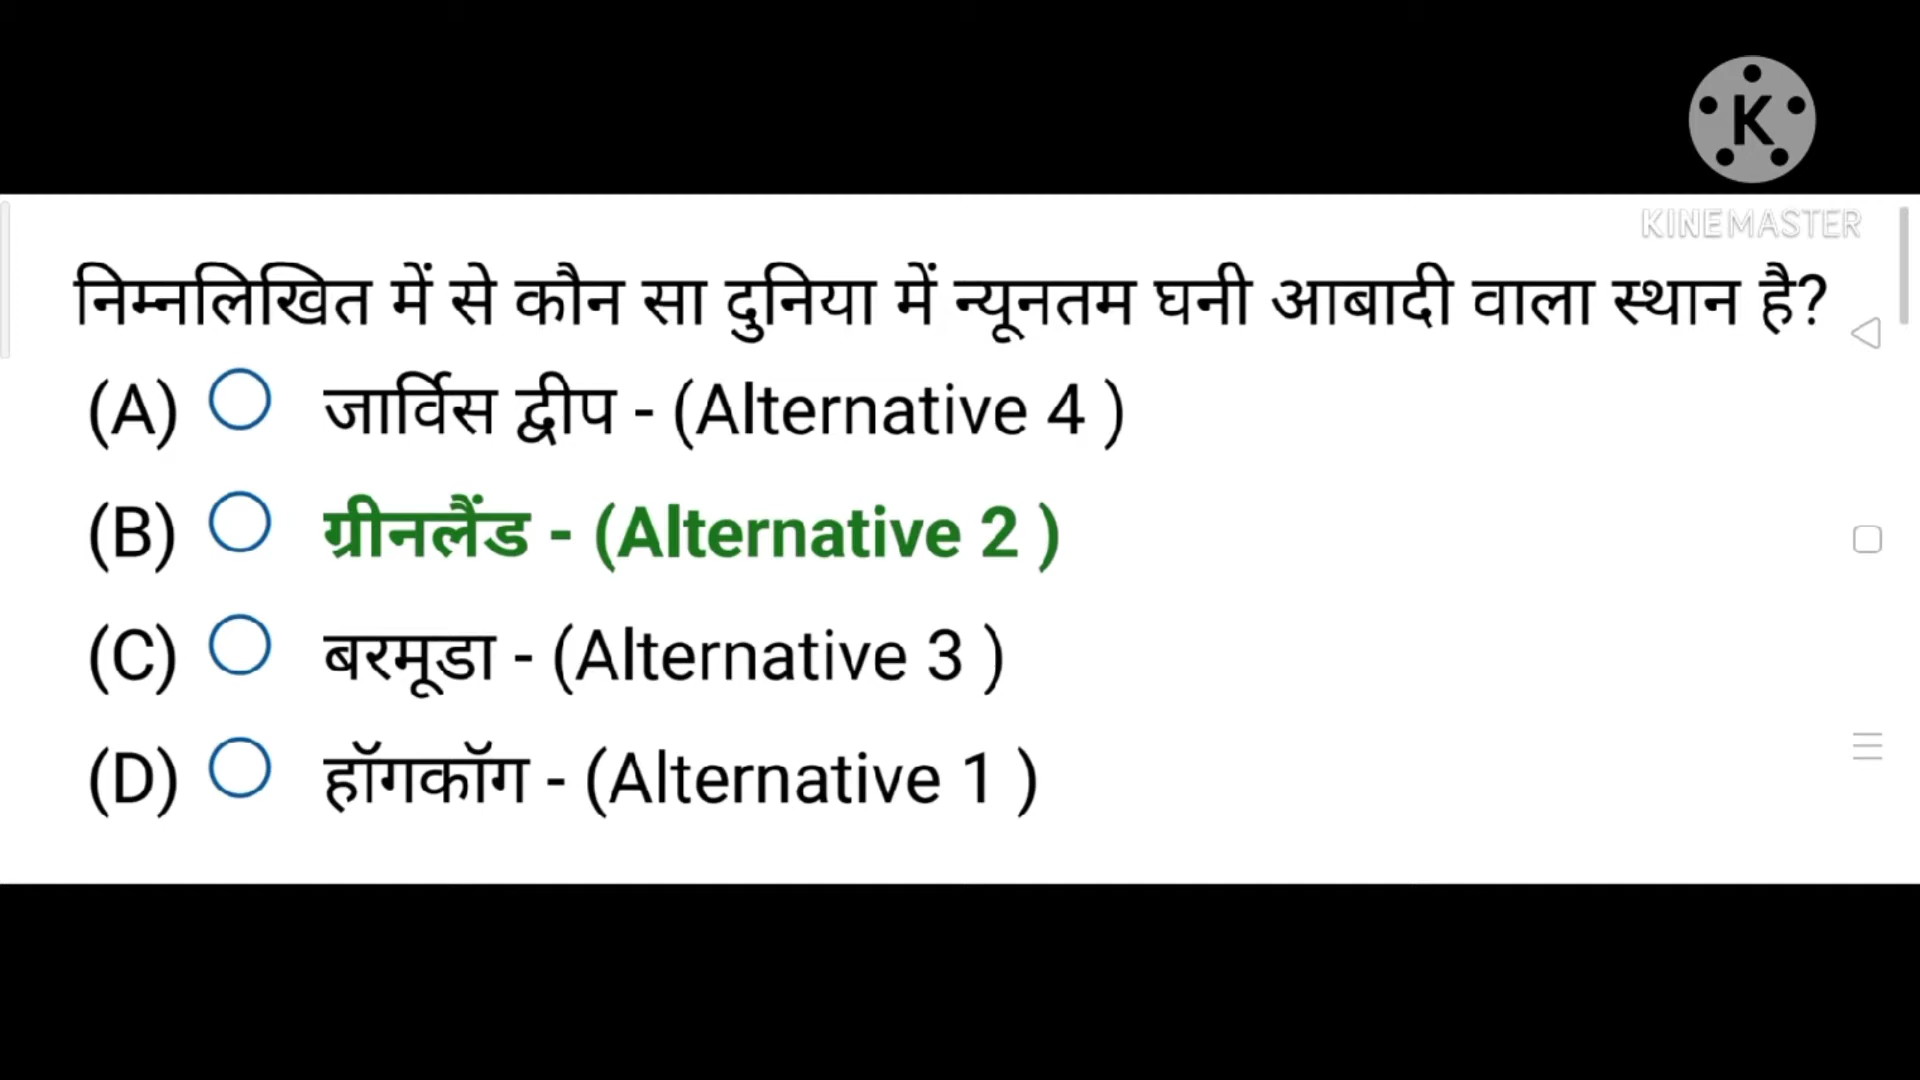 K
KINEMASTER
निम्नलिखित में से कौन सा दुनिया में न्यूनतम घनी आबादी वाला स्थान है?
(A) जार्विस द्वीप - (Alternative 4 )
(B) ग्रीनलैंड - (Alternative 2 )
(C) बरमूडा - (Alternative 3 )
(D) हॉगकॉग - (Alternative 1 )